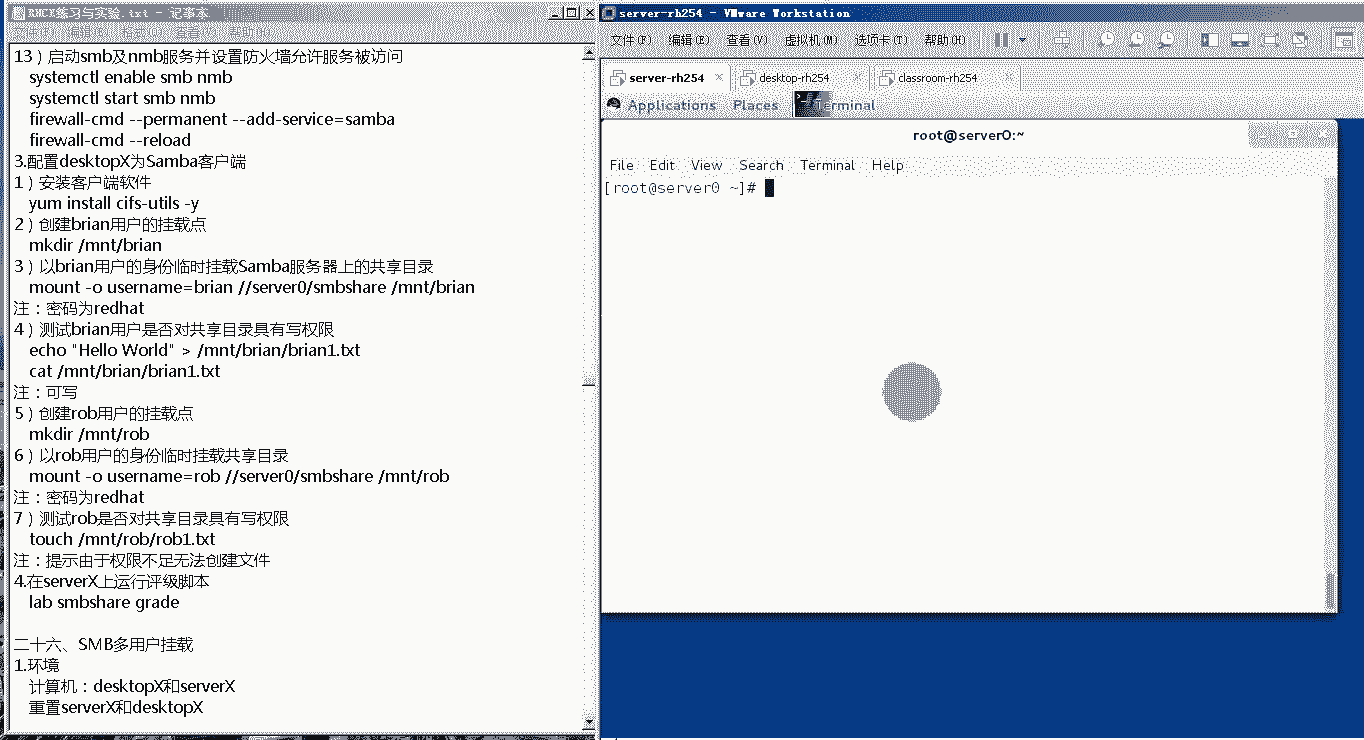 RHCE练习与实验.txt - 记事本
文件(F) 编辑(E) 格式(O) 查看(V) 帮助(H)
13）启动smb及nmb服务并设置防火墙允许服务被访问
systemctl enable smb nmb
systemctl start smb nmb
firewall-cmd --permanent --add-service=samba
firewall-cmd --reload
3.配置desktopX为Samba客户端
1）安装客户端软件
yum install cifs-utils -y
2）创建brian用户的挂载点
mkdir /mnt/brian
3）以brian用户的身份临时挂载Samba服务器上的共享目录
mount -o username=brian //server0/smbshare /mnt/brian
注：密码为redhat
4）测试brian用户是否对共享目录具有写权限
echo "Hello World" > /mnt/brian/brian1.txt
cat /mnt/brian/brian1.txt
注：可写
5）创建rob用户的挂载点
mkdir /mnt/rob
6）以rob用户的身份临时挂载共享目录
mount -o username=rob //server0/smbshare /mnt/rob
注：密码为redhat
7）测试rob是否对共享目录具有写权限
touch /mnt/rob/rob1.txt
注：提示由于权限不足无法创建文件
4.在serverX上运行评级脚本
lab smbshare grade
二十六、SMB多用户挂载
1.环境
计算机：desktopX和serverX
重置serverX和desktopX
server-rh254 - VMware Workstation
文件(F) 编辑(E) 查看(V) 虚拟机(M) 选项卡(T) 帮助(H)
server-rh254 desktop-rh254 classroom-rh254
Applications Places Terminal
root@server0:~
File Edit View Search Terminal Help
[root@server0 ~]#